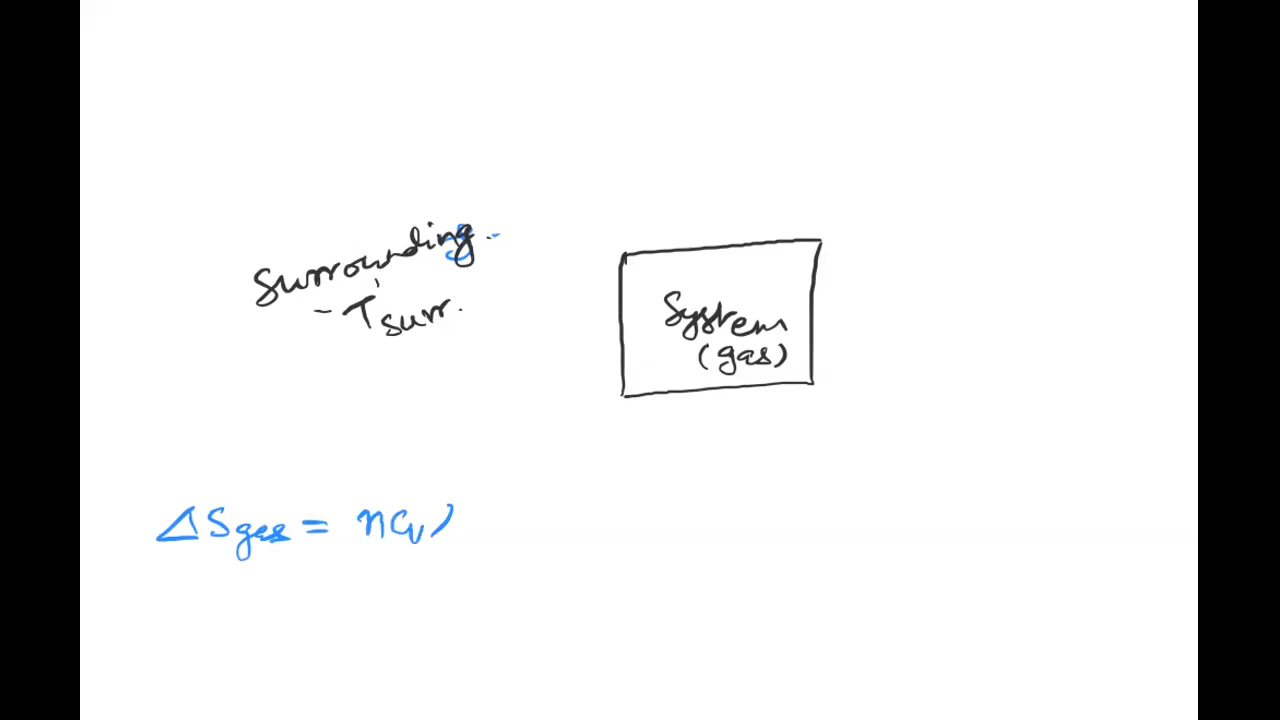 Surrounding.
- Tsurr.
System
(gas)
ΔSgas = nCv